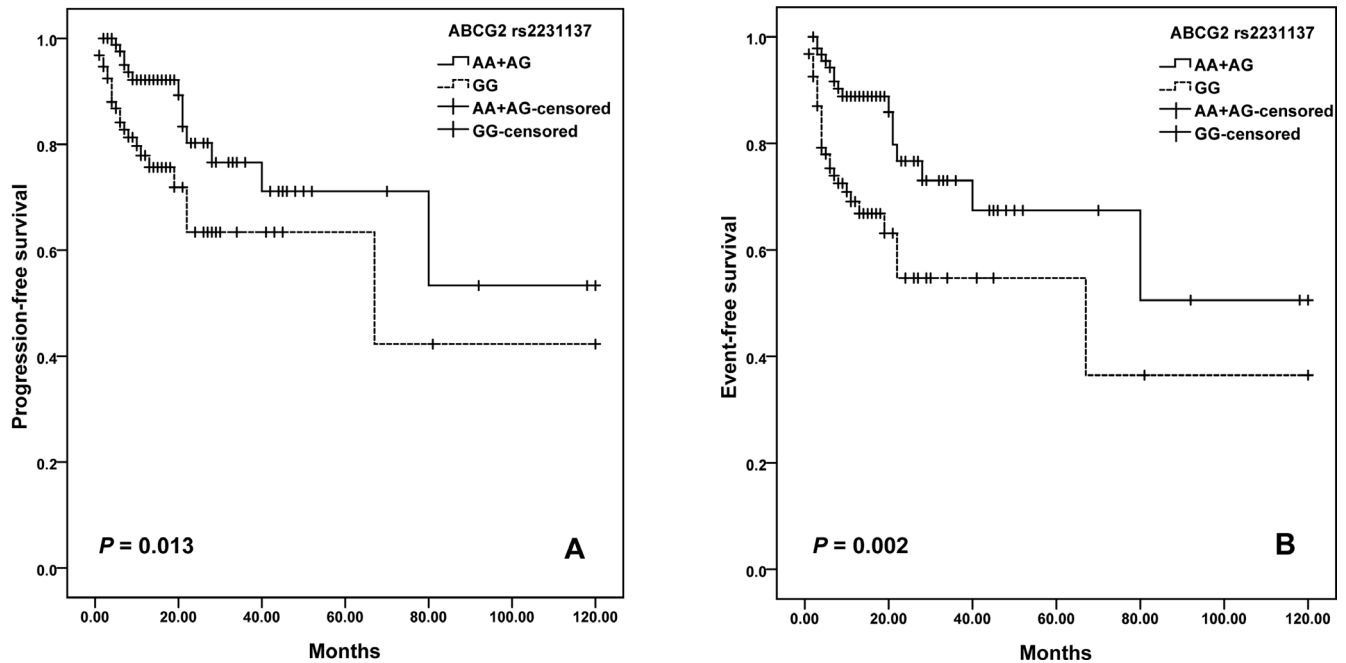 ABCG2 rs2231137
AA+AG
GG
AA+AG-censored
GG-censored
Progression-free survival
1.0
0.8
0.6
0.4
0.2
0.0
P = 0.013
A
0.00 20.00 40.00 60.00 80.00 100.00 120.00
Months
ABCG2 rs2231137
AA+AG
GG
AA+AG-censored
GG-censored
Event-free survival
1.0
0.8
0.6
0.4
0.2
0.0
P = 0.002
B
0.00 20.00 40.00 60.00 80.00 100.00 120.00
Months